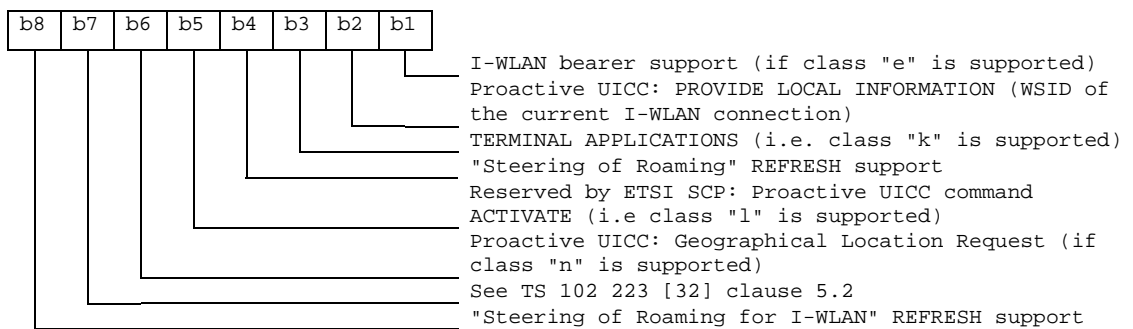 b8 b7 b6 b5 b4 b3 b2 b1
I-WLAN bearer support (if class "e" is supported)
Proactive UICC: PROVIDE LOCAL INFORMATION (WSID of
the current I-WLAN connection)
TERMINAL APPLICATIONS (i.e. class "k" is supported)
"Steering of Roaming" REFRESH support
Reserved by ETSI SCP: Proactive UICC command
ACTIVATE (i.e class "l" is supported)
Proactive UICC: Geographical Location Request (if
class "n" is supported)
See TS 102 223 [32] clause 5.2
"Steering of Roaming for I-WLAN" REFRESH support